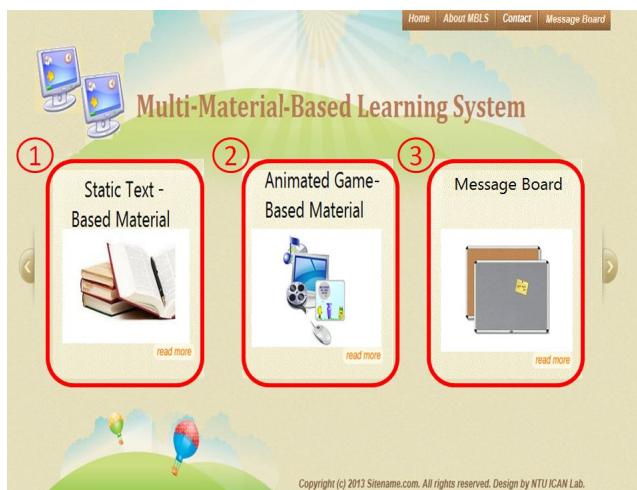 Home About MBLS Contact Message Board
Multi-Material-Based Learning System
1 2 3
Static Text -
Based Material
read more
Animated Game-
Based Material
read more
Message Board
read more
Copyright (c) 2013 Sitename.com. All rights reserved. Design by NTU ICAN Lab.